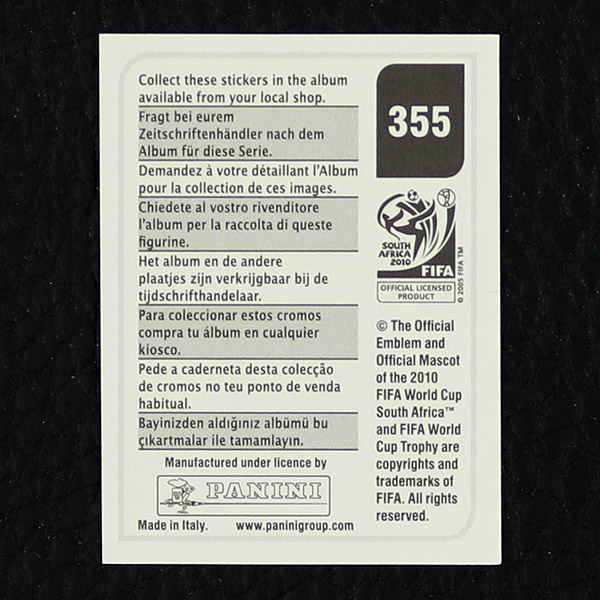 Collect these stickers in the album
available from your local shop.
Fragt bei eurem
Zeitschriftenhändler nach dem
Album für diese Serie.
Demandez à votre détaillant l'Album
pour la collection de ces images.
Chiedete al vostro rivenditore
l'album per la raccolta di queste
figurine.
Het album en de andere
plaatjes zijn verkrijgbaar bij de
tijdschrifthandelaar.
Para coleccionar estos cromos
compra tu álbum en cualquier
kiosco.
Pede a caderneta desta colecção
de cromos no teu ponto de venda
habitual.
Bayinizden aldığınız albümü bu
çıkartmalar ile tamamlayın.
Manufactured under licence by
PANINI
Made in Italy. www.paninigroup.com
355
SOUTH
AFRICA
2010
FIFA
OFFICIAL LICENSED
PRODUCT
© 2005 FIFA TM
© The Official
Emblem and
Official Mascot
of the 2010
FIFA World Cup
South Africa™
and FIFA World
Cup Trophy are
copyrights and
trademarks of
FIFA. All rights
reserved.